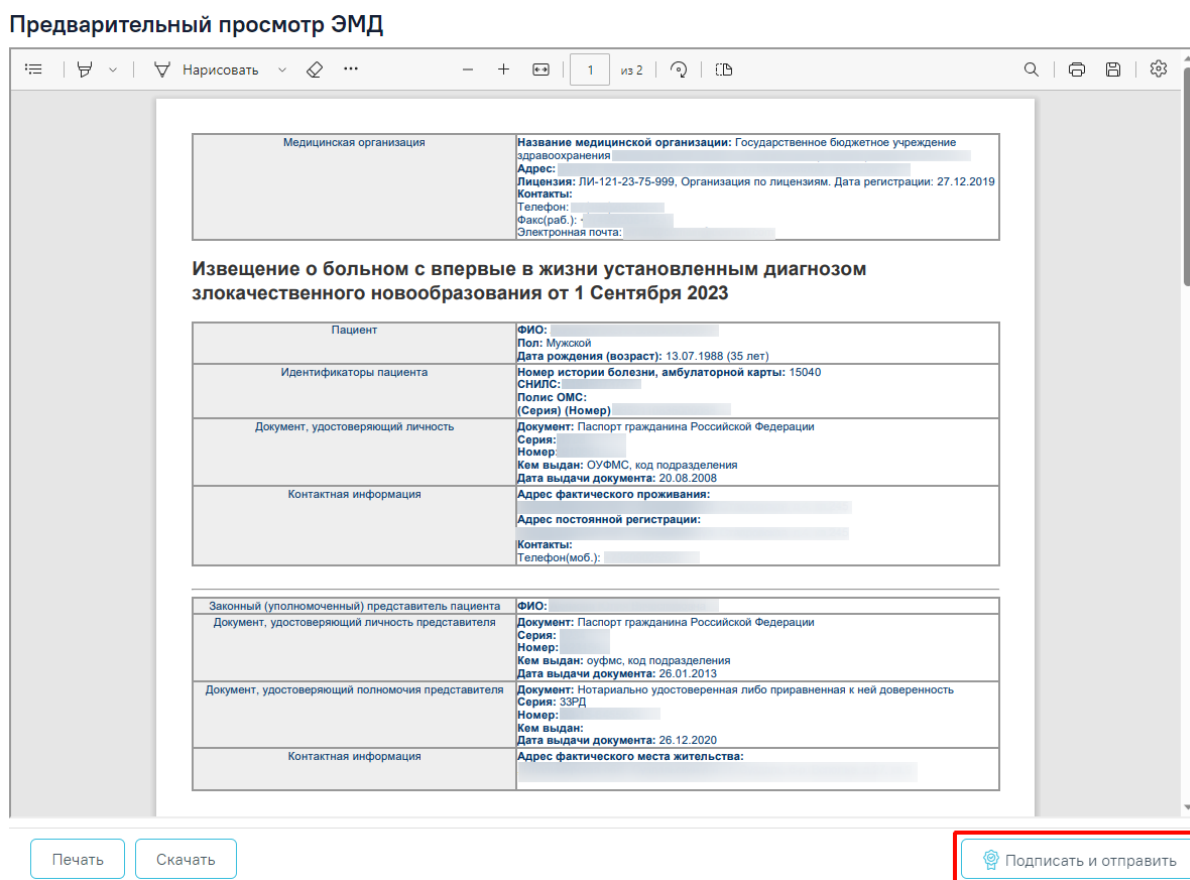 Предварительный просмотр ЭМД
Нарисовать
1 из 2
Медицинская организация
Название медицинской организации: Государственное бюджетное учреждение
здравоохранения
Адрес:
Лицензия: ЛИ-121-23-75-999, Организация по лицензиям. Дата регистрации: 27.12.2019
Контакты:
Телефон:
Факс(раб.):
Электронная почта:
Извещение о больном с впервые в жизни установленным диагнозом
злокачественного новообразования от 1 Сентября 2023
Пациент
ФИО:
Пол: Мужской
Дата рождения (возраст): 13.07.1988 (35 лет)
Идентификаторы пациента
Номер истории болезни, амбулаторной карты: 15040
СНИЛС:
Полис ОМС:
(Серия) (Номер)
Документ, удостоверяющий личность
Документ: Паспорт гражданина Российской Федерации
Серия:
Номер:
Кем выдан: ОУФМС, код подразделения
Дата выдачи документа: 20.08.2008
Контактная информация
Адрес фактического проживания:
Адрес постоянной регистрации:
Контакты:
Телефон(моб.):
Законный (уполномоченный) представитель пациента
ФИО:
Документ, удостоверяющий личность представителя
Документ: Паспорт гражданина Российской Федерации
Серия:
Номер:
Кем выдан: оуфмс, код подразделения
Дата выдачи документа: 26.01.2013
Документ, удостоверяющий полномочия представителя
Документ: Нотариально удостоверенная либо приравненная к ней доверенность
Серия: 33РД
Номер:
Кем выдан:
Дата выдачи документа: 26.12.2020
Контактная информация
Адрес фактического места жительства:
Печать
Скачать
Подписать и отправить